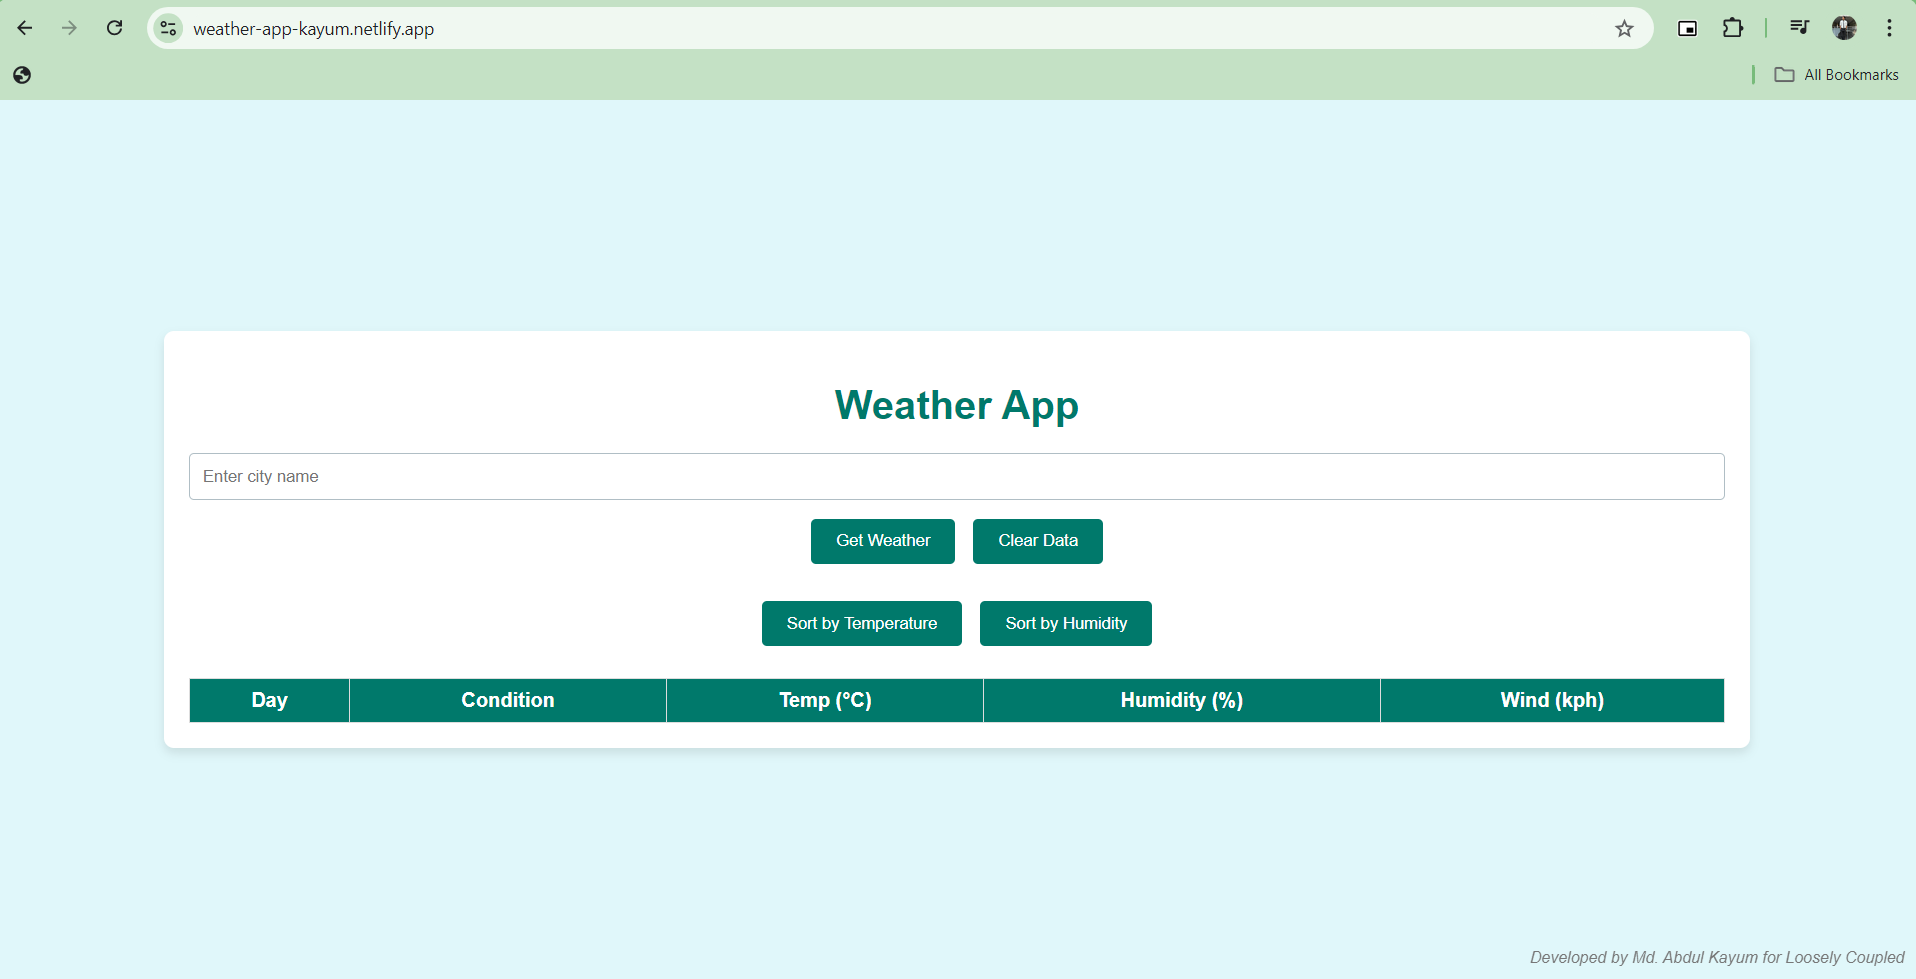 weather-app-kayum.netlify.app
All Bookmarks
Weather App
Enter city name
Get Weather Clear Data
Sort by Temperature Sort by Humidity
Day Condition Temp (°C) Humidity (%) Wind (kph)
Developed by Md. Abdul Kayum for Loosely Coupled